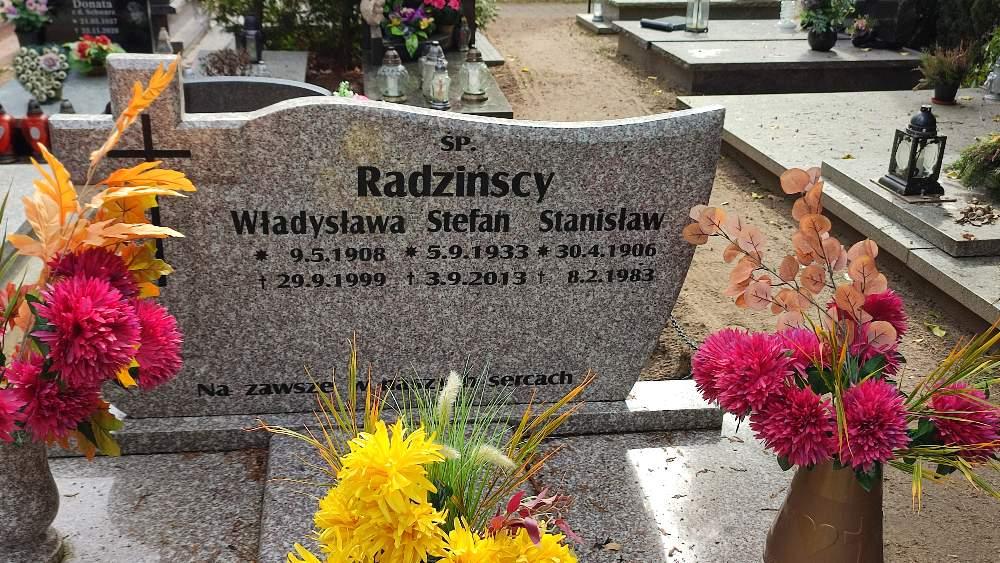 Donata
ŚP.
Radzińscy
Władysława Stefan Stanisław
* 9.5.1908 * 5.9.1933 * 30.4.1906
† 29.9.1999 † 3.9.2013 † 8.2.1983
Na zawsze w naszych sercach